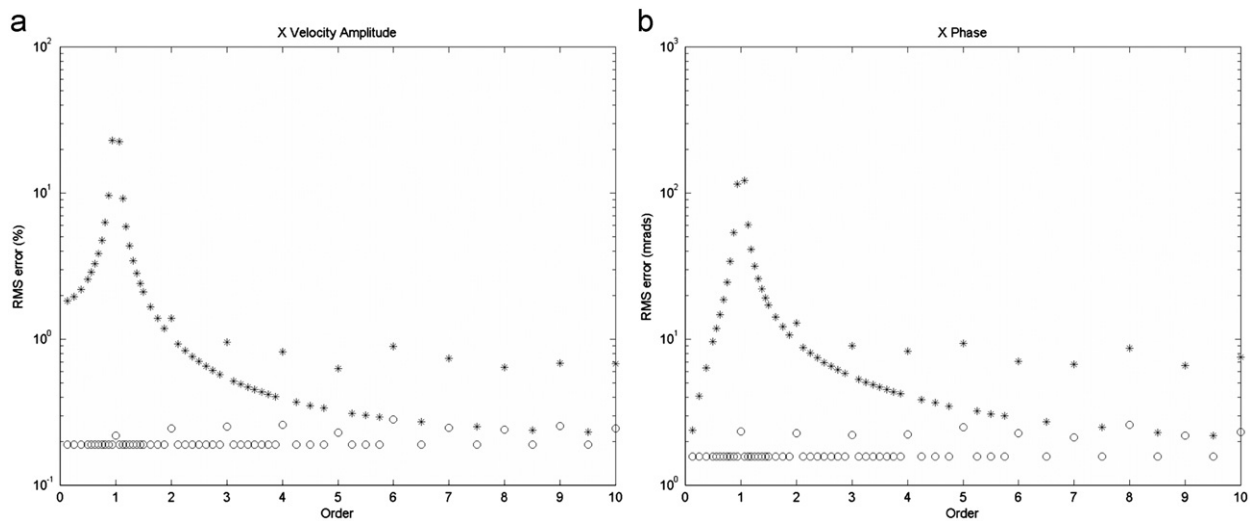 a
X Velocity Amplitude
10^2
10^1
10^0
10^-1
RMS error (%)
0 1 2 3 4 5 6 7 8 9 10
Order
b
X Phase
10^3
10^2
10^1
10^0
RMS error (mrads)
0 1 2 3 4 5 6 7 8 9 10
Order